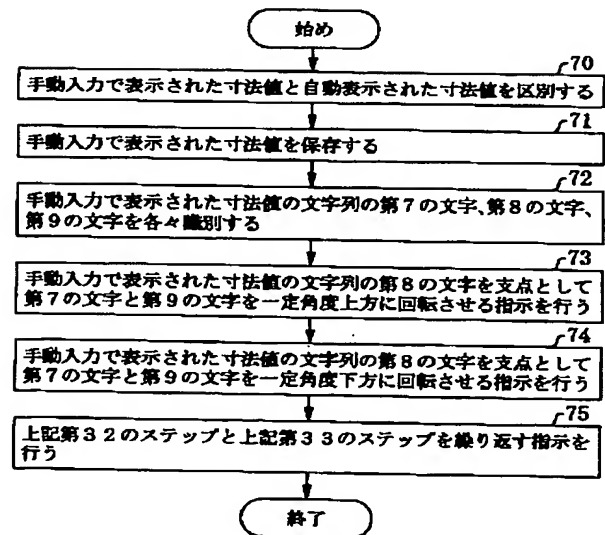 始め
70
手動入力で表示された寸法値と自動表示された寸法値を区別する
71
手動入力で表示された寸法値を保存する
72
手動入力で表示された寸法値の文字列の第7の文字、第8の文字、
第9の文字を各々識別する
73
手動入力で表示された寸法値の文字列の第8の文字を支点として
第7の文字と第9の文字を一定角度上方に回転させる指示を行う
74
手動入力で表示された寸法値の文字列の第8の文字を支点として
第7の文字と第9の文字を一定角度下方に回転させる指示を行う
75
上記第32のステップと上記第33のステップを繰り返す指示を
行う
終了